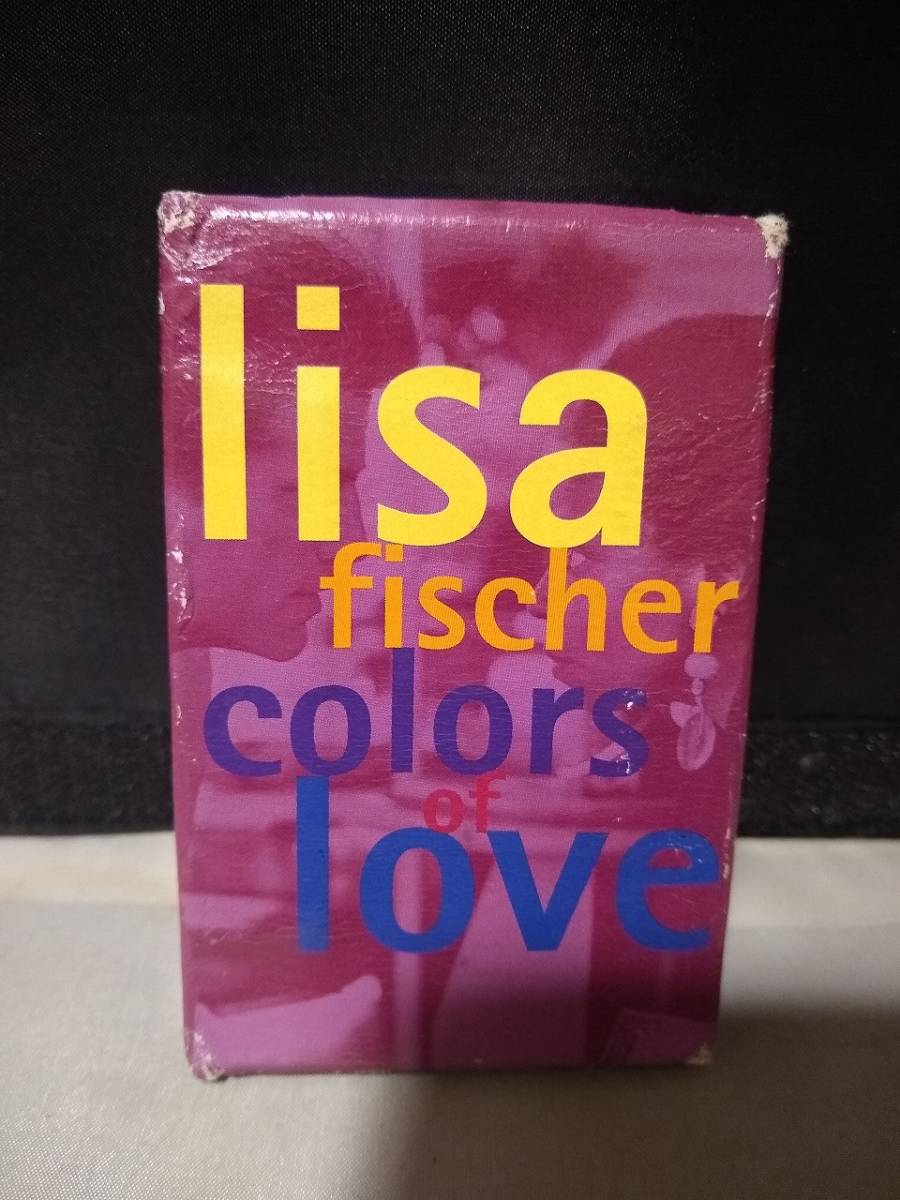 lisa
fischer
colors
of
love